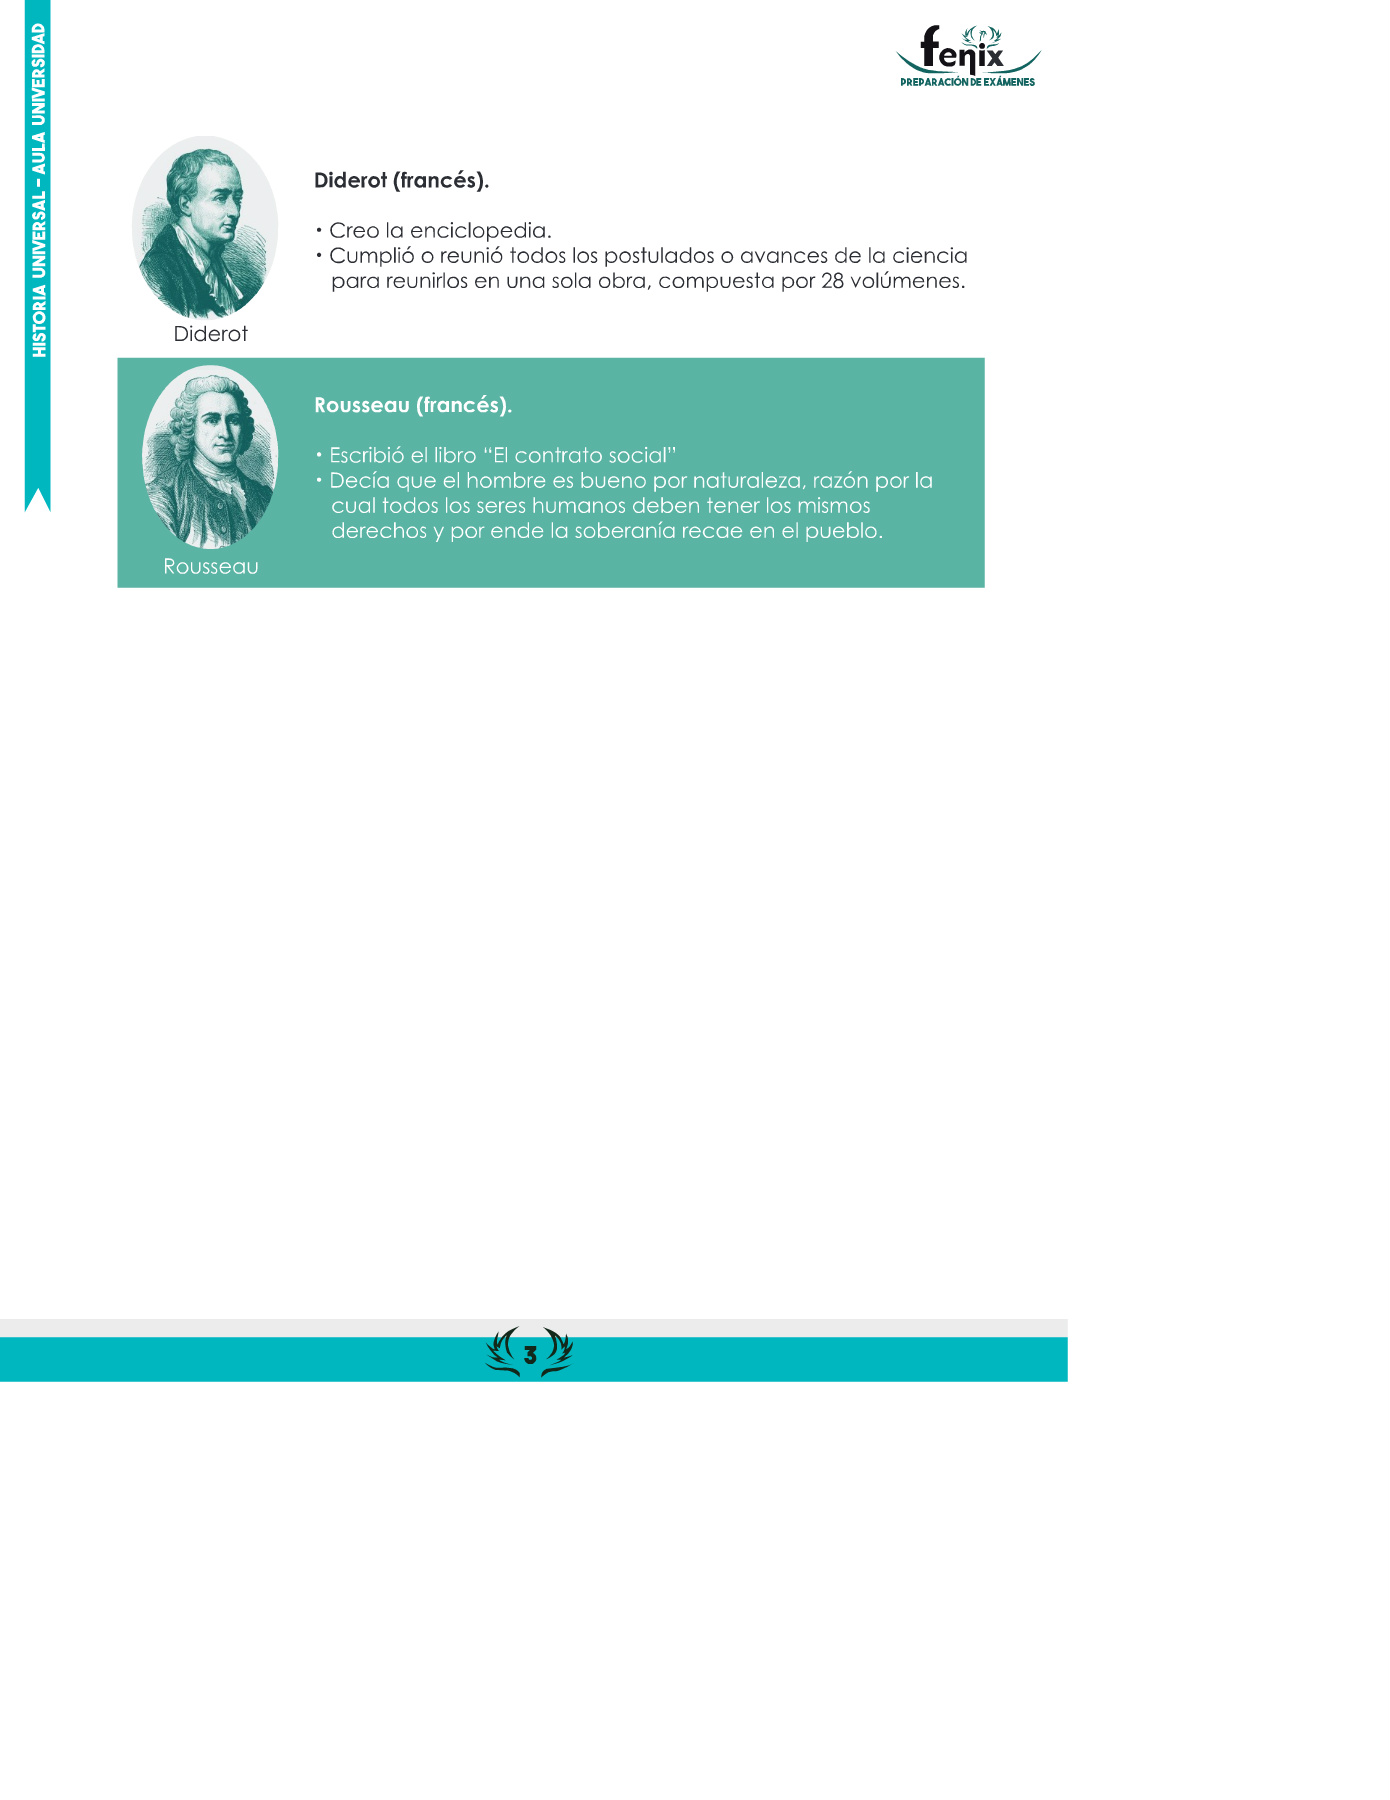 HISTORIA UNIVERSAL – AULA UNIVERSIDAD
fenix
PREPARACIÓN DE EXÁMENES
Diderot (francés).
• Creo la enciclopedia.
• Cumplió o reunió todos los postulados o avances de la ciencia
para reunirlos en una sola obra, compuesta por 28 volúmenes.
Diderot
Rousseau (francés).
• Escribió el libro “El contrato social”
• Decía que el hombre es bueno por naturaleza, razón por la
cual todos los seres humanos deben tener los mismos
derechos y por ende la soberanía recae en el pueblo.
Rousseau
3